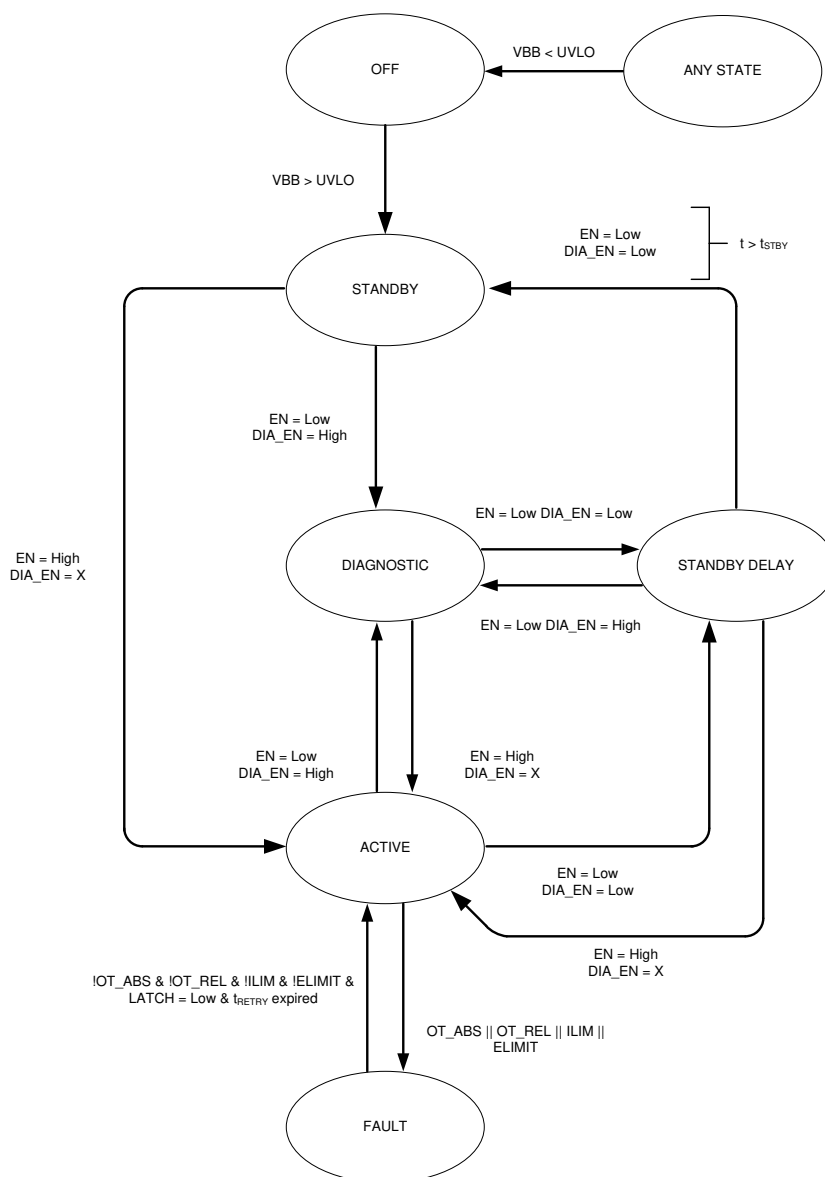 VBB < UVLO
OFF
ANY STATE
VBB > UVLO
EN = Low
DIA_EN = Low
t > tSTBY
STANDBY
EN = Low
DIA_EN = High
EN = Low DIA_EN = Low
EN = High
DIA_EN = X
DIAGNOSTIC
STANDBY DELAY
EN = Low DIA_EN = High
EN = Low
DIA_EN = High
EN = High
DIA_EN = X
ACTIVE
EN = Low
DIA_EN = Low
EN = High
DIA_EN = X
!OT_ABS & !OT_REL & !ILIM & !ELIMIT &
LATCH = Low & tRETRY expired
OT_ABS || OT_REL || ILIM ||
ELIMIT
FAULT